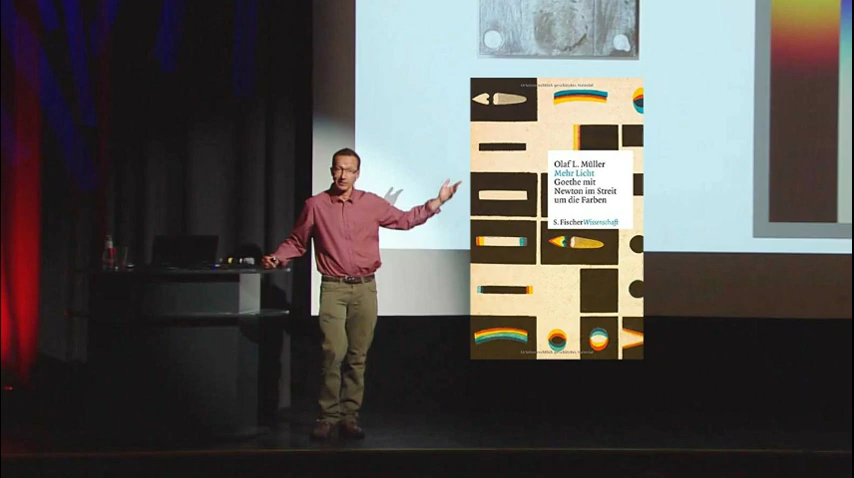 Olaf L. Müller
Mehr Licht
Goethe mit
Newton im Streit
um die Farben
S. Fischer Wissenschaft